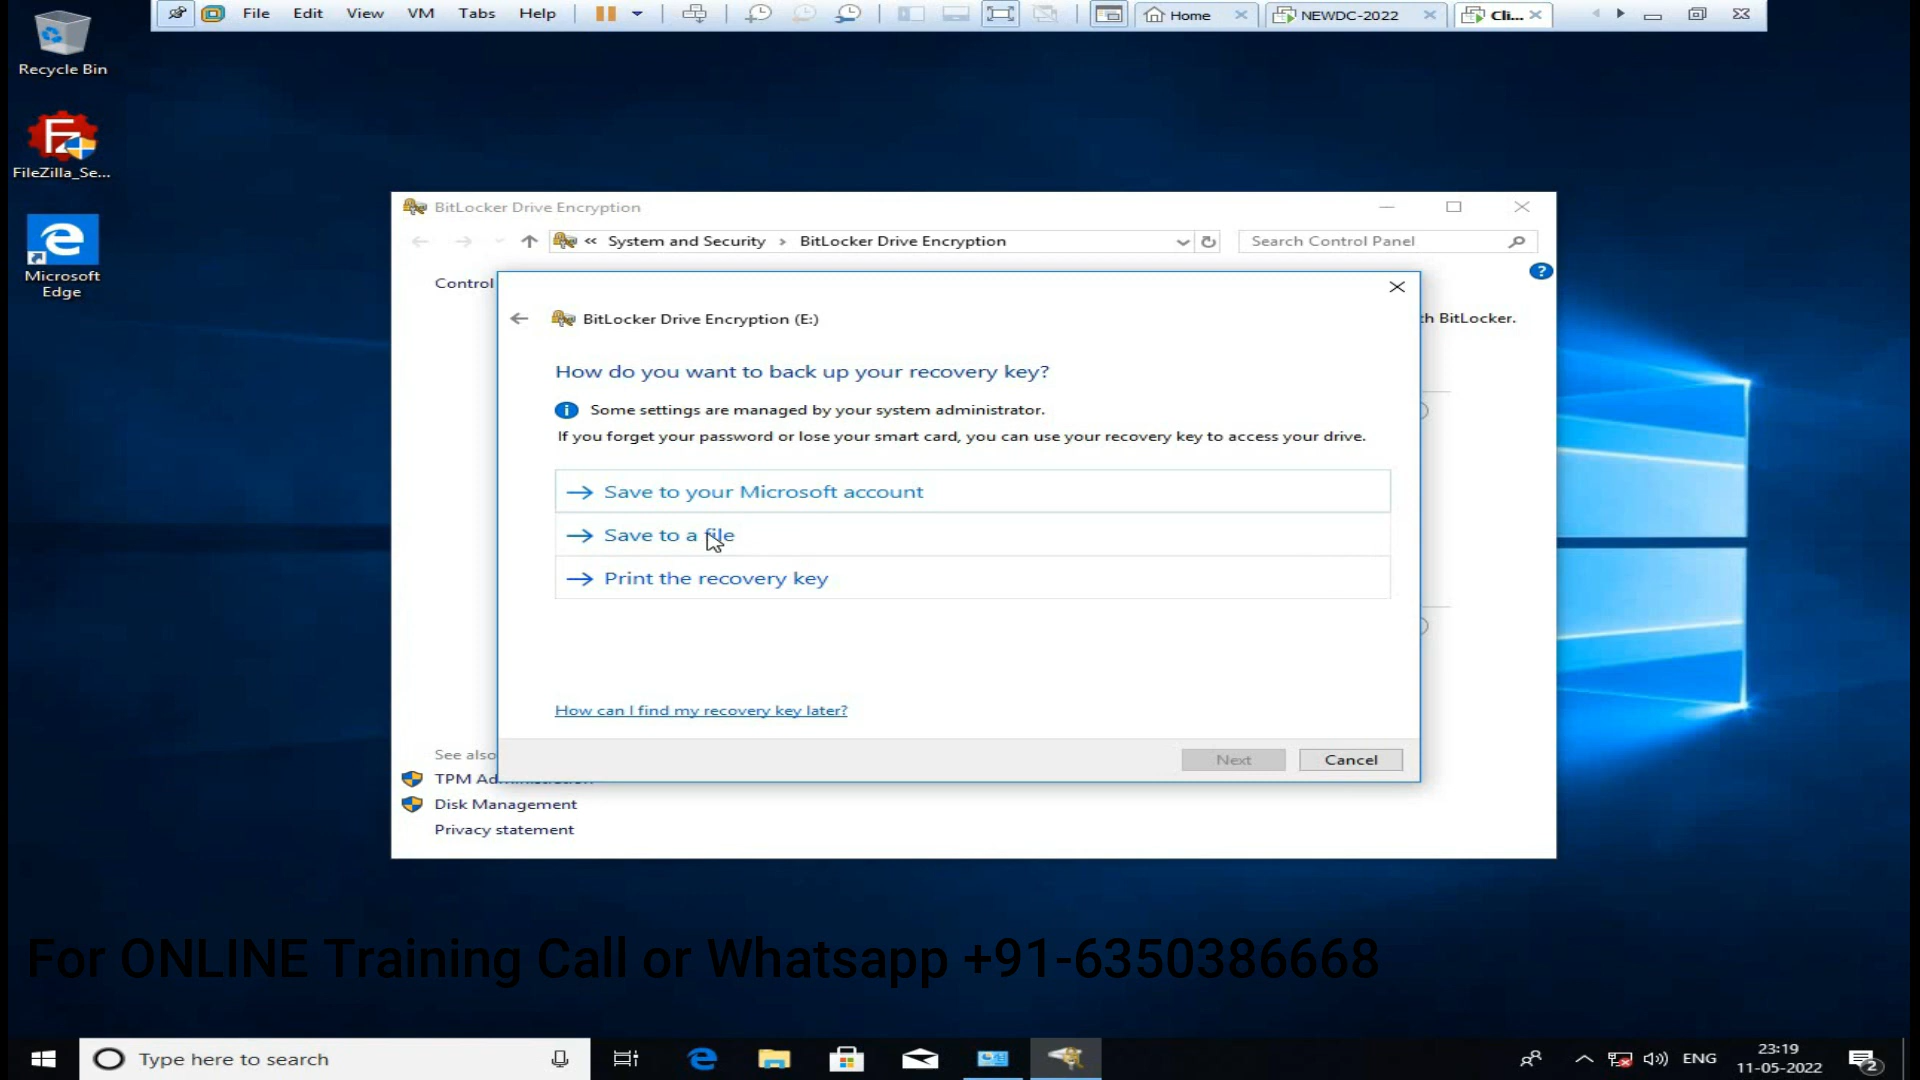 File Edit View VM Tabs Help
Home
NEWDC-2022
Cli...
Recycle Bin
FileZilla_Se...
Microsoft
Edge
BitLocker Drive Encryption
« System and Security › BitLocker Drive Encryption
Search Control Panel
Control
th BitLocker.
BitLocker Drive Encryption (E:)
How do you want to back up your recovery key?
Some settings are managed by your system administrator.
If you forget your password or lose your smart card, you can use your recovery key to access your drive.
Save to your Microsoft account
Save to a file
Print the recovery key
How can I find my recovery key later?
Next
Cancel
See also
TPM Administration
Disk Management
Privacy statement
For ONLINE Training Call or Whatsapp +91-6350386668
Type here to search
ENG
23:19
11-05-2022
2